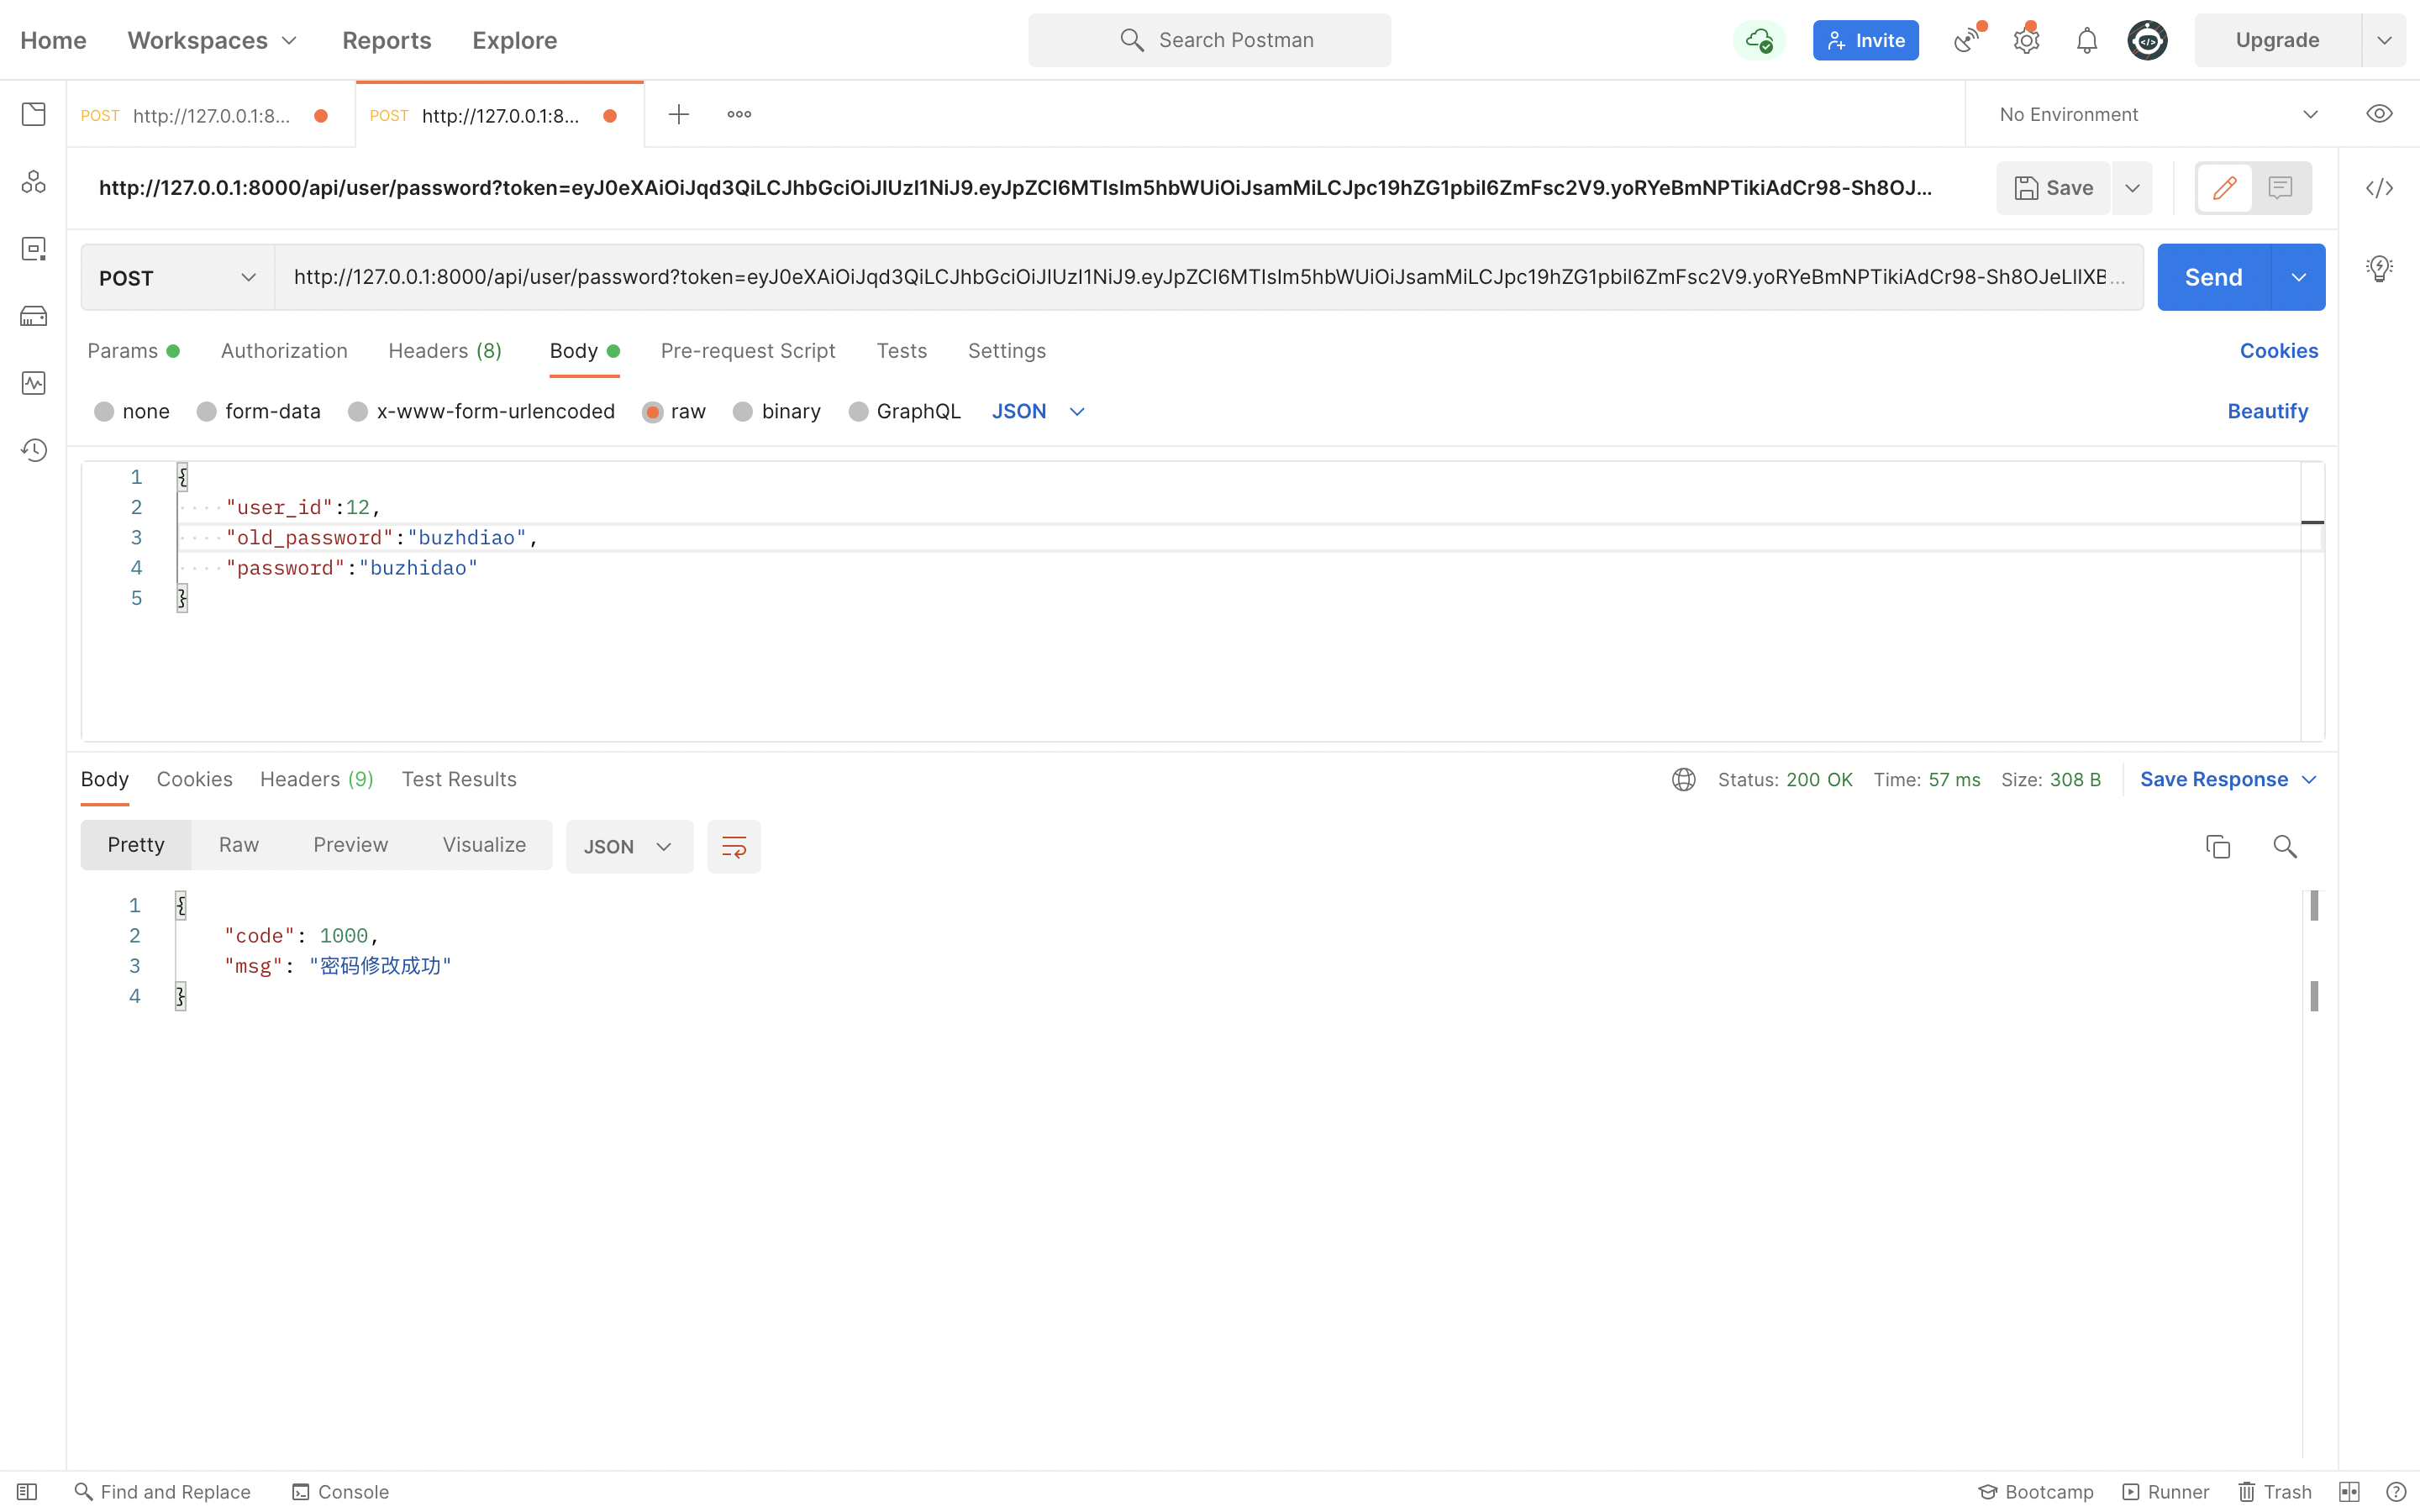 Home Workspaces Reports Explore Search Postman Invite Upgrade
POST http://127.0.0.1:8... POST http://127.0.0.1:8... No Environment
http://127.0.0.1:8000/api/user/password?token=eyJ0eXAiOiJqd3QiLCJhbGciOiJIUzI1NiJ9.eyJpZCI6MTIsIm5hbWUiOiJsamMiLCJpc19hZG1pbiI6ZmFsc2V9.yoRYeBmNPTikiAdCr98-Sh8OJ... Save
POST http://127.0.0.1:8000/api/user/password?token=eyJ0eXAiOiJqd3QiLCJhbGciOiJIUzI1NiJ9.eyJpZCI6MTIsIm5hbWUiOiJsamMiLCJpc19hZG1pbiI6ZmFsc2V9.yoRYeBmNPTikiAdCr98-Sh8OJeLIIXB... Send
Params Authorization Headers (8) Body Pre-request Script Tests Settings Cookies
none form-data x-www-form-urlencoded raw binary GraphQL JSON Beautify
1 {
2 "user_id":12,
3 "old_password":"buzhdiao",
4 "password":"buzhidao"
5 }
Body Cookies Headers (9) Test Results Status: 200 OK Time: 57 ms Size: 308 B Save Response
Pretty Raw Preview Visualize JSON
1 {
2 "code": 1000,
3 "msg": "密码修改成功"
4 }
Find and Replace Console Bootcamp Runner Trash